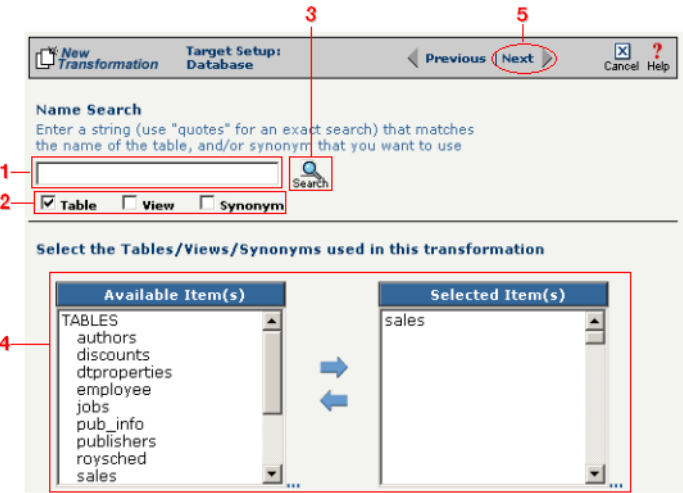 3
5
New Transformation
Target Setup: Database
Previous
Next
Cancel
Help
Name Search
Enter a string (use "quotes" for an exact search) that matches
the name of the table, and/or synonym that you want to use
1
Search
2
Table
View
Synonym
Select the Tables/Views/Synonyms used in this transformation
Available Item(s)
Selected Item(s)
TABLES
authors
discounts
dtproperties
employee
jobs
pub_info
publishers
roysched
sales
...
sales
...
4